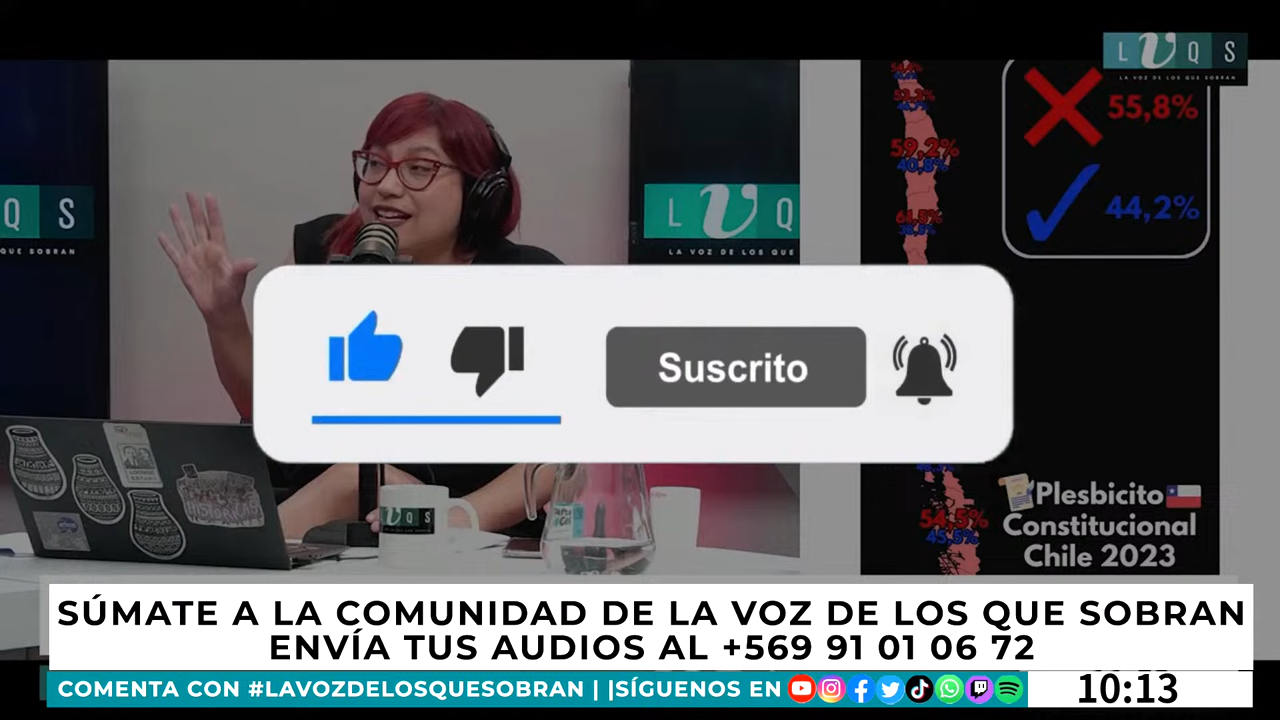 L V Q S
LA VOZ DE LOS QUE SOBRAN
55,8%
59,2%
40,8%
44,2%
Q S
QUE SOBRAN
L V Q
LA VOZ DE LOS QUE
Suscrito
V Q S
54,5%
45,5%
Plesbicito
Constitucional
Chile 2023
SÚMATE A LA COMUNIDAD DE LA VOZ DE LOS QUE SOBRAN
ENVÍA TUS AUDIOS AL +569 91 01 06 72
COMENTA CON #LAVOZDELOSQUESOBRAN | |SÍGUENOS EN
10:13